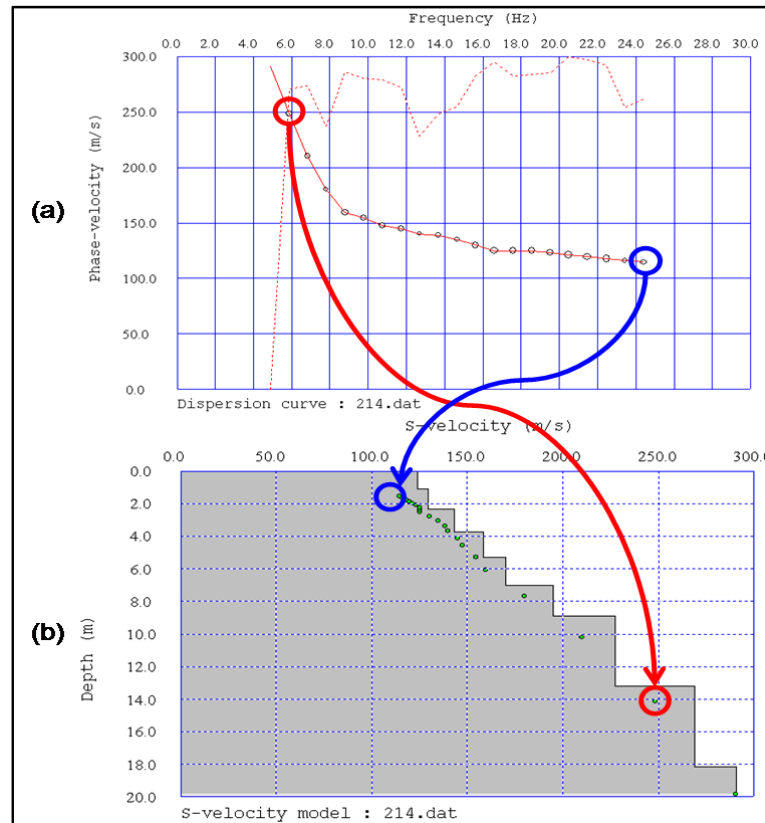 Frequency (Hz)
0.0 2.0 4.0 6.0 8.0 10.0 12.0 14.0 16.0 18.0 20.0 22.0 24.0 26.0 30.0
300.0
250.0
200.0
150.0
100.0
50.0
0.0
Phase-velocity (m/s)
(a)
Dispersion curve : 214.dat
S-velocity (m/s)
0.0 50.0 100.0 150.0 200.0 250.0 300.0
0.0
2.0
4.0
6.0
8.0
10.0
12.0
14.0
16.0
18.0
20.0
Depth (m)
(b)
S-velocity model : 214.dat